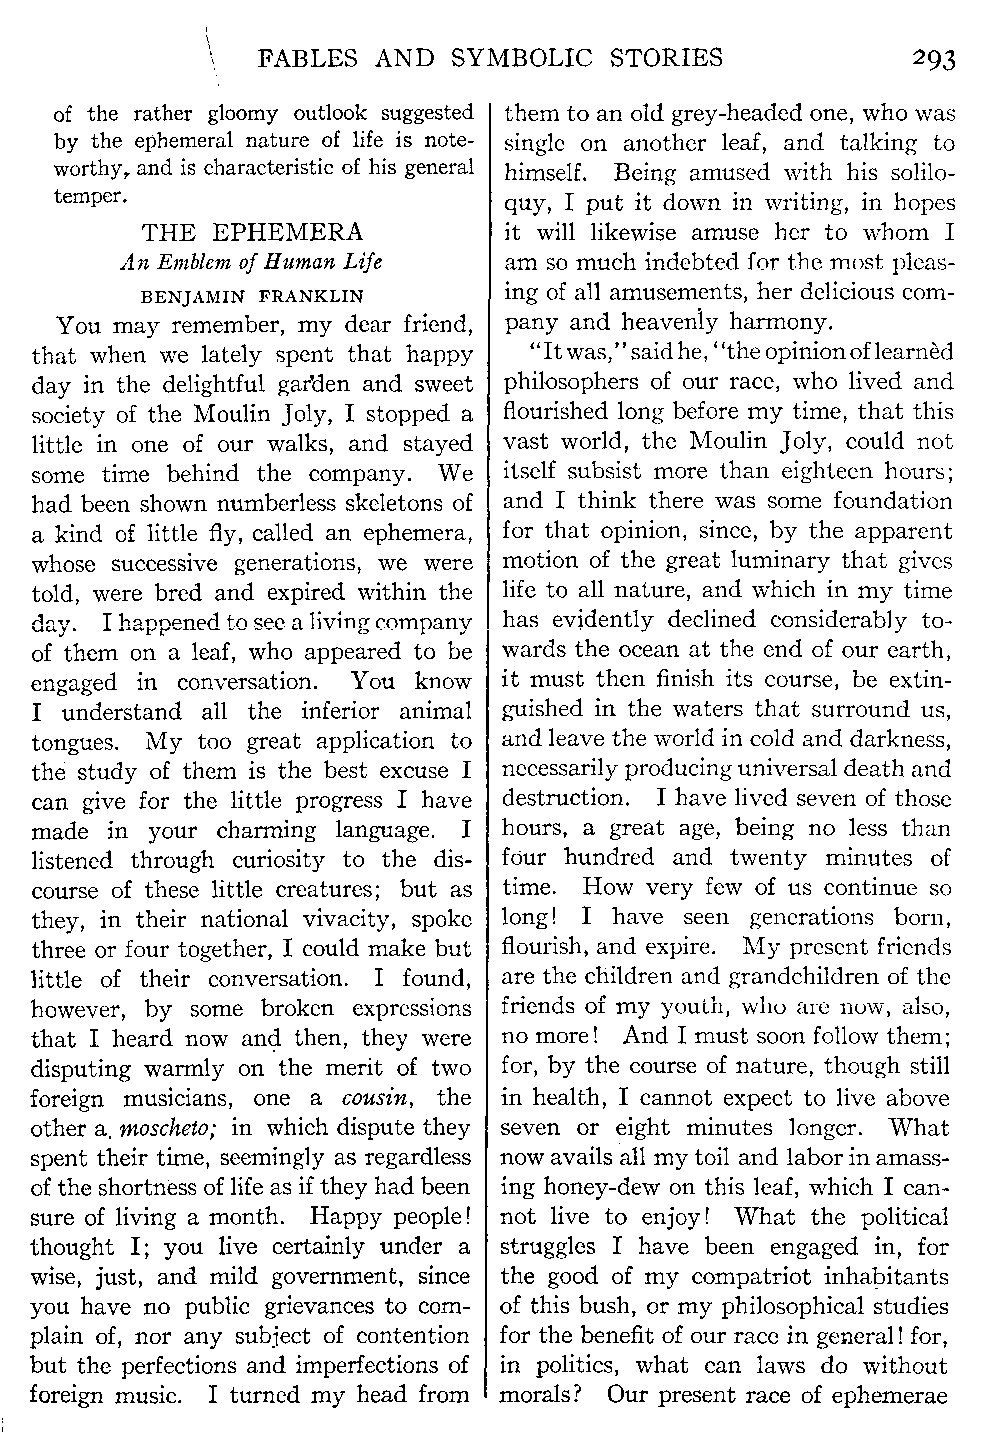 FABLES AND SYMBOLIC STORIES 293
of the rather gloomy outlook suggested
by the ephemeral nature of life is note-
worthy, and is characteristic of his general
temper.
THE EPHEMERA
An Emblem of Human Life
BENJAMIN FRANKLIN
You may remember, my dear friend,
that when we lately spent that happy
day in the delightful garden and sweet
society of the Moulin Joly, I stopped a
little in one of our walks, and stayed
some time behind the company. We
had been shown numberless skeletons of
a kind of little fly, called an ephemera,
whose successive generations, we were
told, were bred and expired within the
day. I happened to see a living company
of them on a leaf, who appeared to be
engaged in conversation. You know
I understand all the inferior animal
tongues. My too great application to
the study of them is the best excuse I
can give for the little progress I have
made in your charming language. I
listened through curiosity to the dis-
course of these little creatures; but as
they, in their national vivacity, spoke
three or four together, I could make but
little of their conversation. I found,
however, by some broken expressions
that I heard now and then, they were
disputing warmly on the merit of two
foreign musicians, one a cousin, the
other a moscheto; in which dispute they
spent their time, seemingly as regardless
of the shortness of life as if they had been
sure of living a month. Happy people!
thought I; you live certainly under a
wise, just, and mild government, since
you have no public grievances to com-
plain of, nor any subject of contention
but the perfections and imperfections of
foreign music. I turned my head from
them to an old grey-headed one, who was
single on another leaf, and talking to
himself. Being amused with his solilo-
quy, I put it down in writing, in hopes
it will likewise amuse her to whom I
am so much indebted for the most pleas-
ing of all amusements, her delicious com-
pany and heavenly harmony.
"It was," said he, "the opinion of learnèd
philosophers of our race, who lived and
flourished long before my time, that this
vast world, the Moulin Joly, could not
itself subsist more than eighteen hours;
and I think there was some foundation
for that opinion, since, by the apparent
motion of the great luminary that gives
life to all nature, and which in my time
has evidently declined considerably to-
wards the ocean at the end of our earth,
it must then finish its course, be extin-
guished in the waters that surround us,
and leave the world in cold and darkness,
necessarily producing universal death and
destruction. I have lived seven of those
hours, a great age, being no less than
four hundred and twenty minutes of
time. How very few of us continue so
long! I have seen generations born,
flourish, and expire. My present friends
are the children and grandchildren of the
friends of my youth, who are now, also,
no more! And I must soon follow them;
for, by the course of nature, though still
in health, I cannot expect to live above
seven or eight minutes longer. What
now avails all my toil and labor in amass-
ing honey-dew on this leaf, which I can-
not live to enjoy! What the political
struggles I have been engaged in, for
the good of my compatriot inhabitants
of this bush, or my philosophical studies
for the benefit of our race in general! for,
in politics, what can laws do without
morals? Our present race of ephemerae